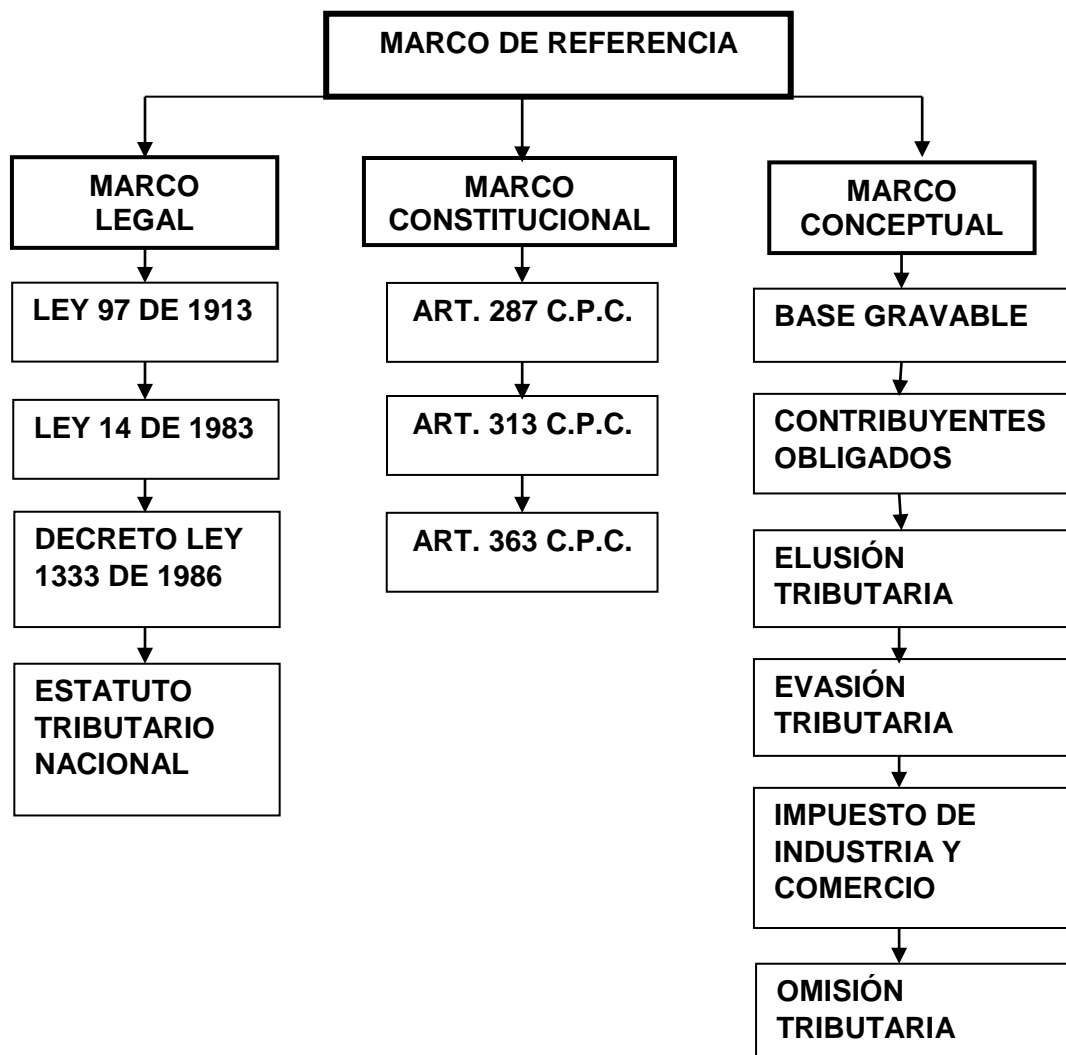 MARCO DE REFERENCIA
MARCO
LEGAL
LEY 97 DE 1913
LEY 14 DE 1983
DECRETO LEY
1333 DE 1986
ESTATUTO
TRIBUTARIO
NACIONAL
MARCO
CONSTITUCIONAL
ART. 287 C.P.C.
ART. 313 C.P.C.
ART. 363 C.P.C.
MARCO
CONCEPTUAL
BASE GRAVABLE
CONTRIBUYENTES
OBLIGADOS
ELUSIÓN
TRIBUTARIA
EVASIÓN
TRIBUTARIA
IMPUESTO DE
INDUSTRIA Y
COMERCIO
OMISIÓN
TRIBUTARIA